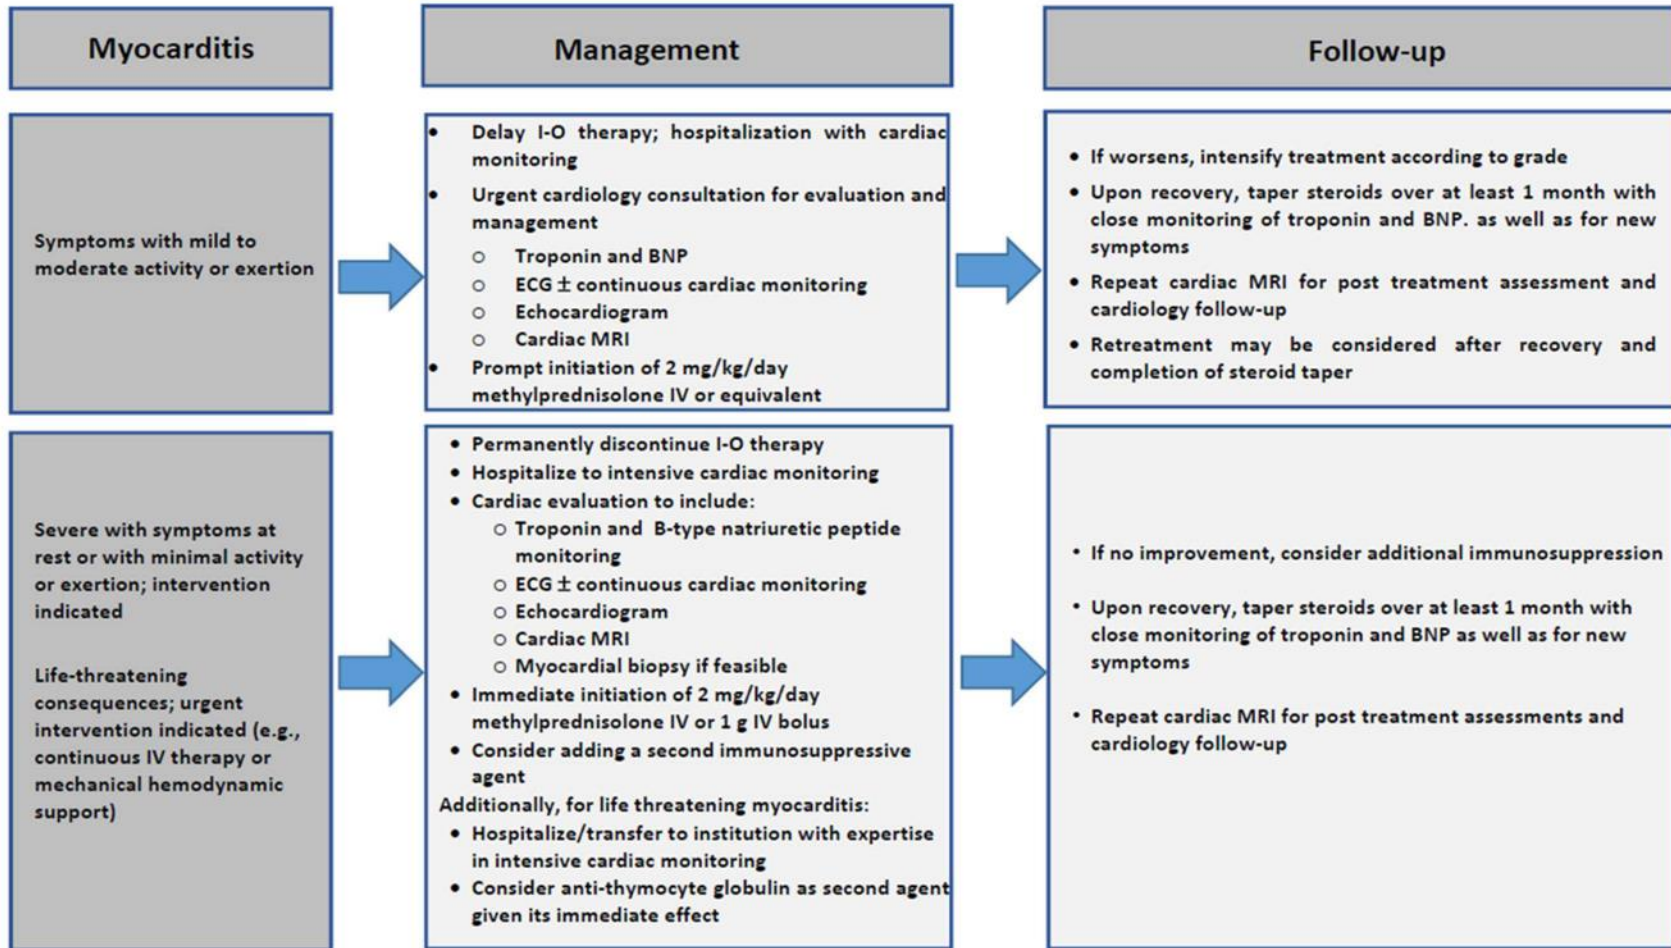 Myocarditis
Management
Follow-up
Symptoms with mild to
moderate activity or exertion
• Delay I-O therapy; hospitalization with cardiac
monitoring
• Urgent cardiology consultation for evaluation and
management
o Troponin and BNP
o ECG ± continuous cardiac monitoring
o Echocardiogram
o Cardiac MRI
• Prompt initiation of 2 mg/kg/day
methylprednisolone IV or equivalent
• If worsens, intensify treatment according to grade
• Upon recovery, taper steroids over at least 1 month with
close monitoring of troponin and BNP. as well as for new
symptoms
• Repeat cardiac MRI for post treatment assessment and
cardiology follow-up
• Retreatment may be considered after recovery and
completion of steroid taper
Severe with symptoms at
rest or with minimal activity
or exertion; intervention
indicated
Life-threatening
consequences; urgent
intervention indicated (e.g.,
continuous IV therapy or
mechanical hemodynamic
support)
• Permanently discontinue I-O therapy
• Hospitalize to intensive cardiac monitoring
• Cardiac evaluation to include:
o Troponin and B-type natriuretic peptide
monitoring
o ECG ± continuous cardiac monitoring
o Echocardiogram
o Cardiac MRI
o Myocardial biopsy if feasible
• Immediate initiation of 2 mg/kg/day
methylprednisolone IV or 1 g IV bolus
• Consider adding a second immunosuppressive
agent
Additionally, for life threatening myocarditis:
• Hospitalize/transfer to institution with expertise
in intensive cardiac monitoring
• Consider anti-thymocyte globulin as second agent
given its immediate effect
• If no improvement, consider additional immunosuppression
• Upon recovery, taper steroids over at least 1 month with
close monitoring of troponin and BNP as well as for new
symptoms
• Repeat cardiac MRI for post treatment assessments and
cardiology follow-up